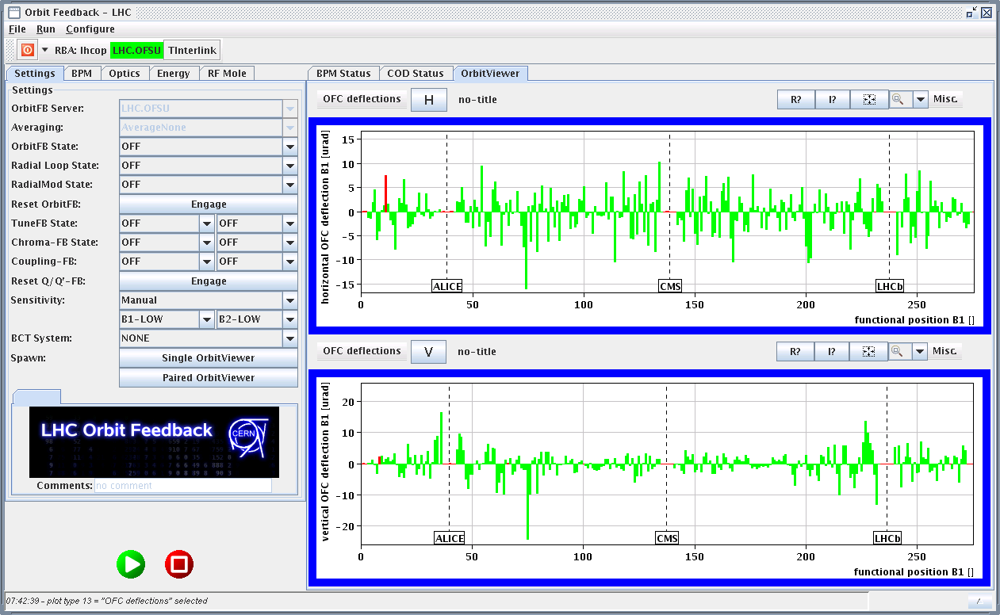 Orbit Feedback - LHC
File Run Configure
RBA: lhcop LHC.OFSU TInterlink
Settings BPM Optics Energy RF Mole
Settings
OrbitFB Server: LHC.OFSU
Averaging: AverageNone
OrbitFB State: OFF
Radial Loop State: OFF
RadialMod State: OFF
Reset OrbitFB: Engage
TuneFB State: OFF OFF
Chroma-FB State: OFF OFF
Coupling-FB: OFF OFF
Reset Q/Q'-FB: Engage
Sensitivity: Manual
B1-LOW B2-LOW
BCT System: NONE
Spawn: Single OrbitViewer
Paired OrbitViewer
LHC Orbit Feedback CERN
Comments: no comment
BPM Status COD Status OrbitViewer
OFC deflections H no-title R? I? Misc.
horizontal OFC deflection B1 [urad]
15
10
5
0
-5
-10
-15
ALICE CMS LHCb
0 50 100 150 200 250
functional position B1 []
OFC deflections V no-title R? I? Misc.
vertical OFC deflection B1 [urad]
20
10
0
-10
-20
ALICE CMS LHCb
0 50 100 150 200 250
functional position B1 []
07:42:39 - plot type 13 = "OFC deflections" selected